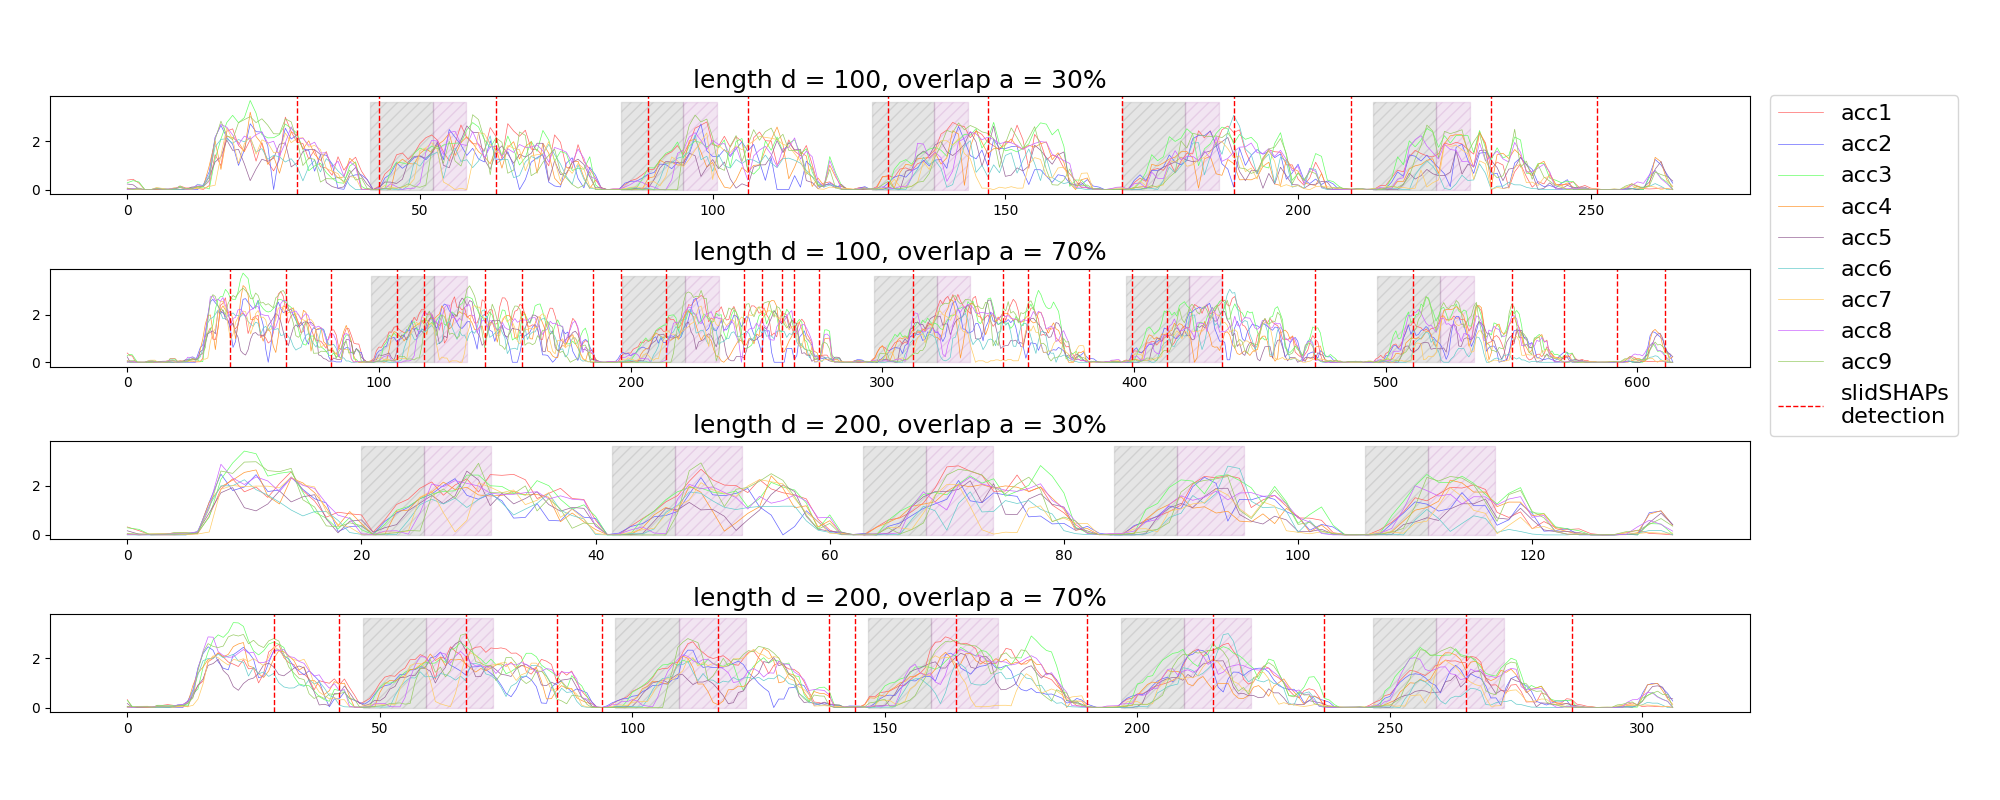 length d = 100, overlap a = 30%
2
0
0 50 100 150 200 250
length d = 100, overlap a = 70%
2
0
0 100 200 300 400 500 600
length d = 200, overlap a = 30%
2
0
0 20 40 60 80 100 120
length d = 200, overlap a = 70%
2
0
0 50 100 150 200 250 300
acc1
acc2
acc3
acc4
acc5
acc6
acc7
acc8
acc9
slidSHAPs
detection